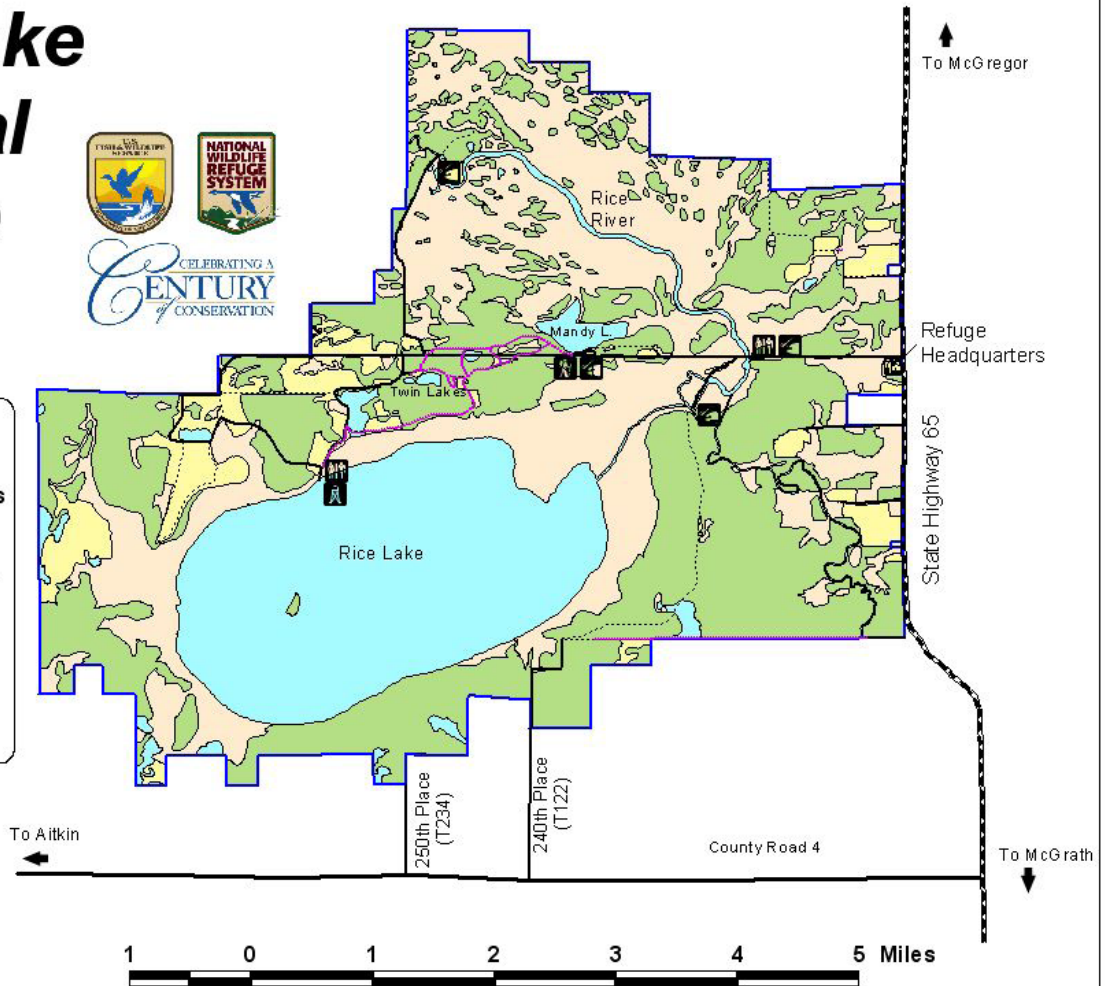 ke
al
U.S.
FISH & WILDLIFE
SERVICE
NATIONAL
WILDLIFE
REFUGE
SYSTEM
CELEBRATING A
CENTURY
of CONSERVATION
To McGregor
Rice
River
Mandy L.
Refuge
Headquarters
Twin Lakes
s
State Highway 65
Rice Lake
250th Place
(T234)
240th Place
(T122)
To Aitkin
County Road 4
To McGrath
1 0 1 2 3 4 5 Miles